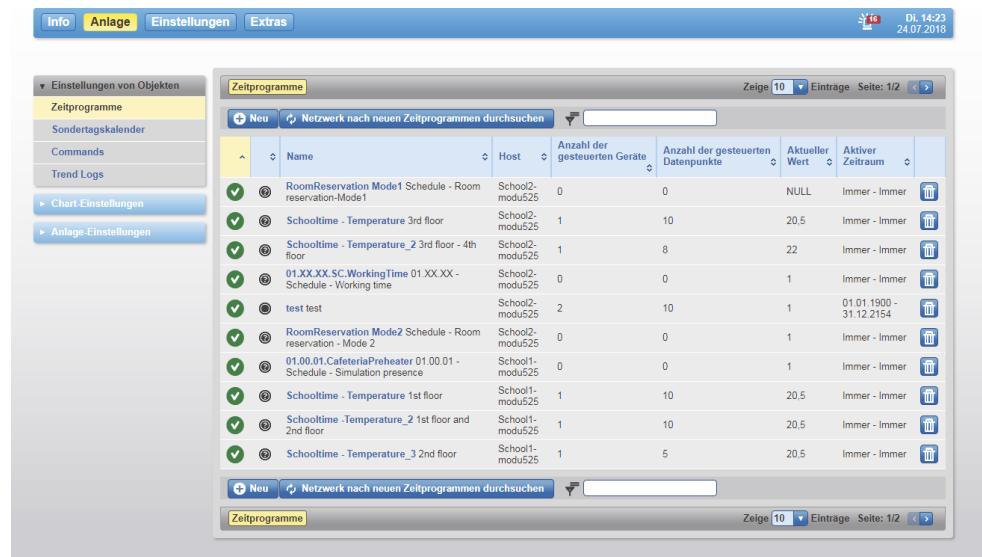 Info Anlage Einstellungen Extras 16 Di. 14:23
24.07.2018
Einstellungen von Objekten
Zeitprogramme
Sondertagskalender
Commands
Trend Logs
Chart-Einstellungen
Anlage-Einstellungen
Zeitprogramme Zeige 10 Einträge Seite: 1/2
Neu Netzwerk nach neuen Zeitprogrammen durchsuchen
Name Host Anzahl der gesteuerten Geräte Anzahl der gesteuerten Datenpunkte Aktueller Wert Aktiver Zeitraum
RoomReservation Mode1 Schedule - Room School2-
reservation-Mode1 modu525 0 0 NULL Immer - Immer
Schooltime - Temperature 3rd floor School2-
modu525 1 10 20,5 Immer - Immer
Schooltime - Temperature_2 3rd floor - 4th School2-
floor modu525 1 8 22 Immer - Immer
01.XX.XX.SC.WorkingTime 01.XX.XX - School2-
Schedule - Working time modu525 0 0 1 Immer - Immer
test test School2-
modu525 2 10 1 01.01.1900 -
31.12.2154
RoomReservation Mode2 Schedule - Room School2-
reservation - Mode 2 modu525 0 0 1 Immer - Immer
01.00.01.CafeteriaPreheater 01.00.01 - School1-
Schedule - Simulation presence modu525 0 0 1 Immer - Immer
Schooltime - Temperature 1st floor School1-
modu525 1 10 20,5 Immer - Immer
Schooltime -Temperature_2 1st floor and School1-
2nd floor modu525 1 10 20,5 Immer - Immer
Schooltime - Temperature_3 2nd floor School1-
modu525 1 5 20,5 Immer - Immer
Neu Netzwerk nach neuen Zeitprogrammen durchsuchen
Zeitprogramme Zeige 10 Einträge Seite: 1/2